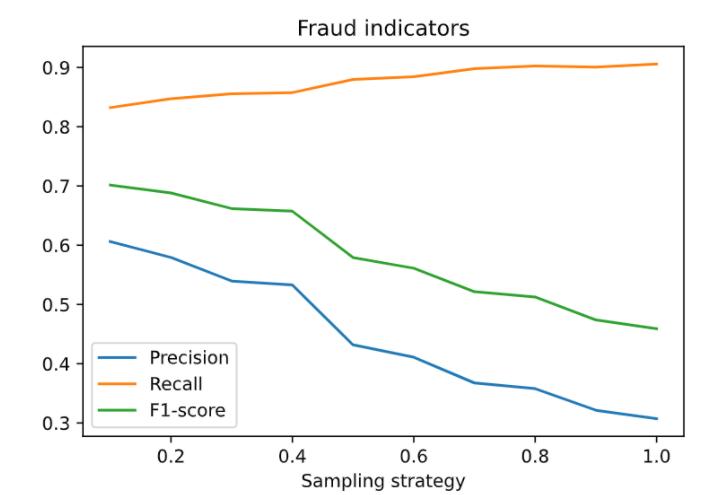 Fraud indicators
0.9
0.8
0.7
0.6
0.5
0.4
0.3
Precision
Recall
F1-score
0.2
0.4
0.6
0.8
1.0
Sampling strategy